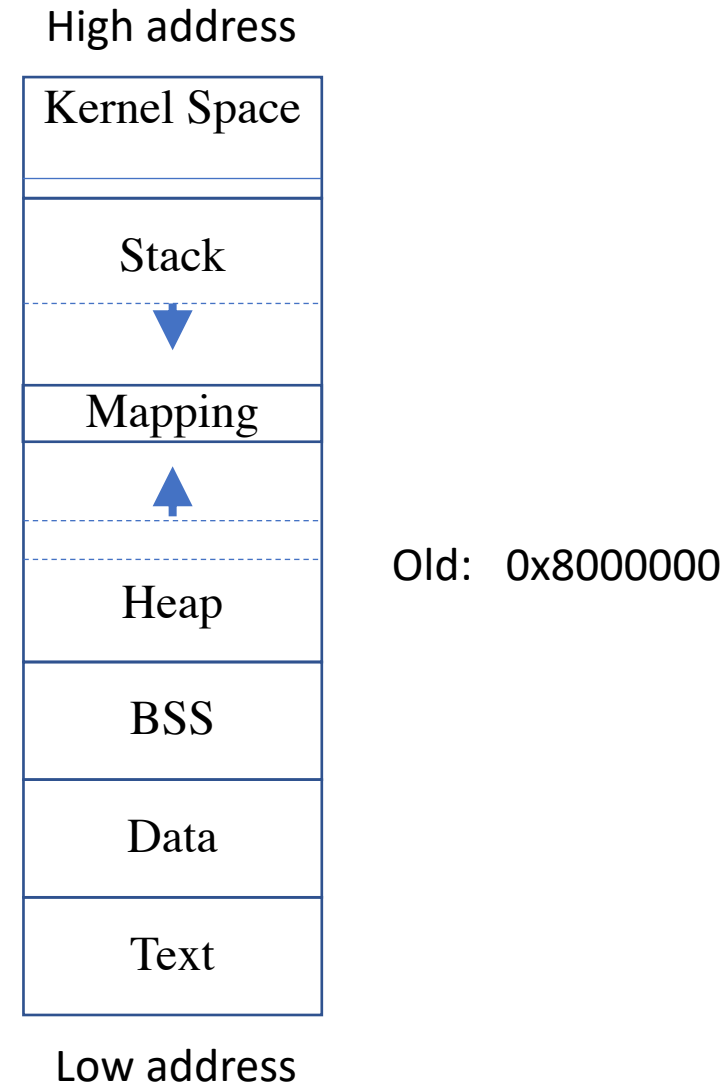 High address
Kernel Space
Stack
Mapping
Old: 0x8000000
Heap
BSS
Data
Text
Low address